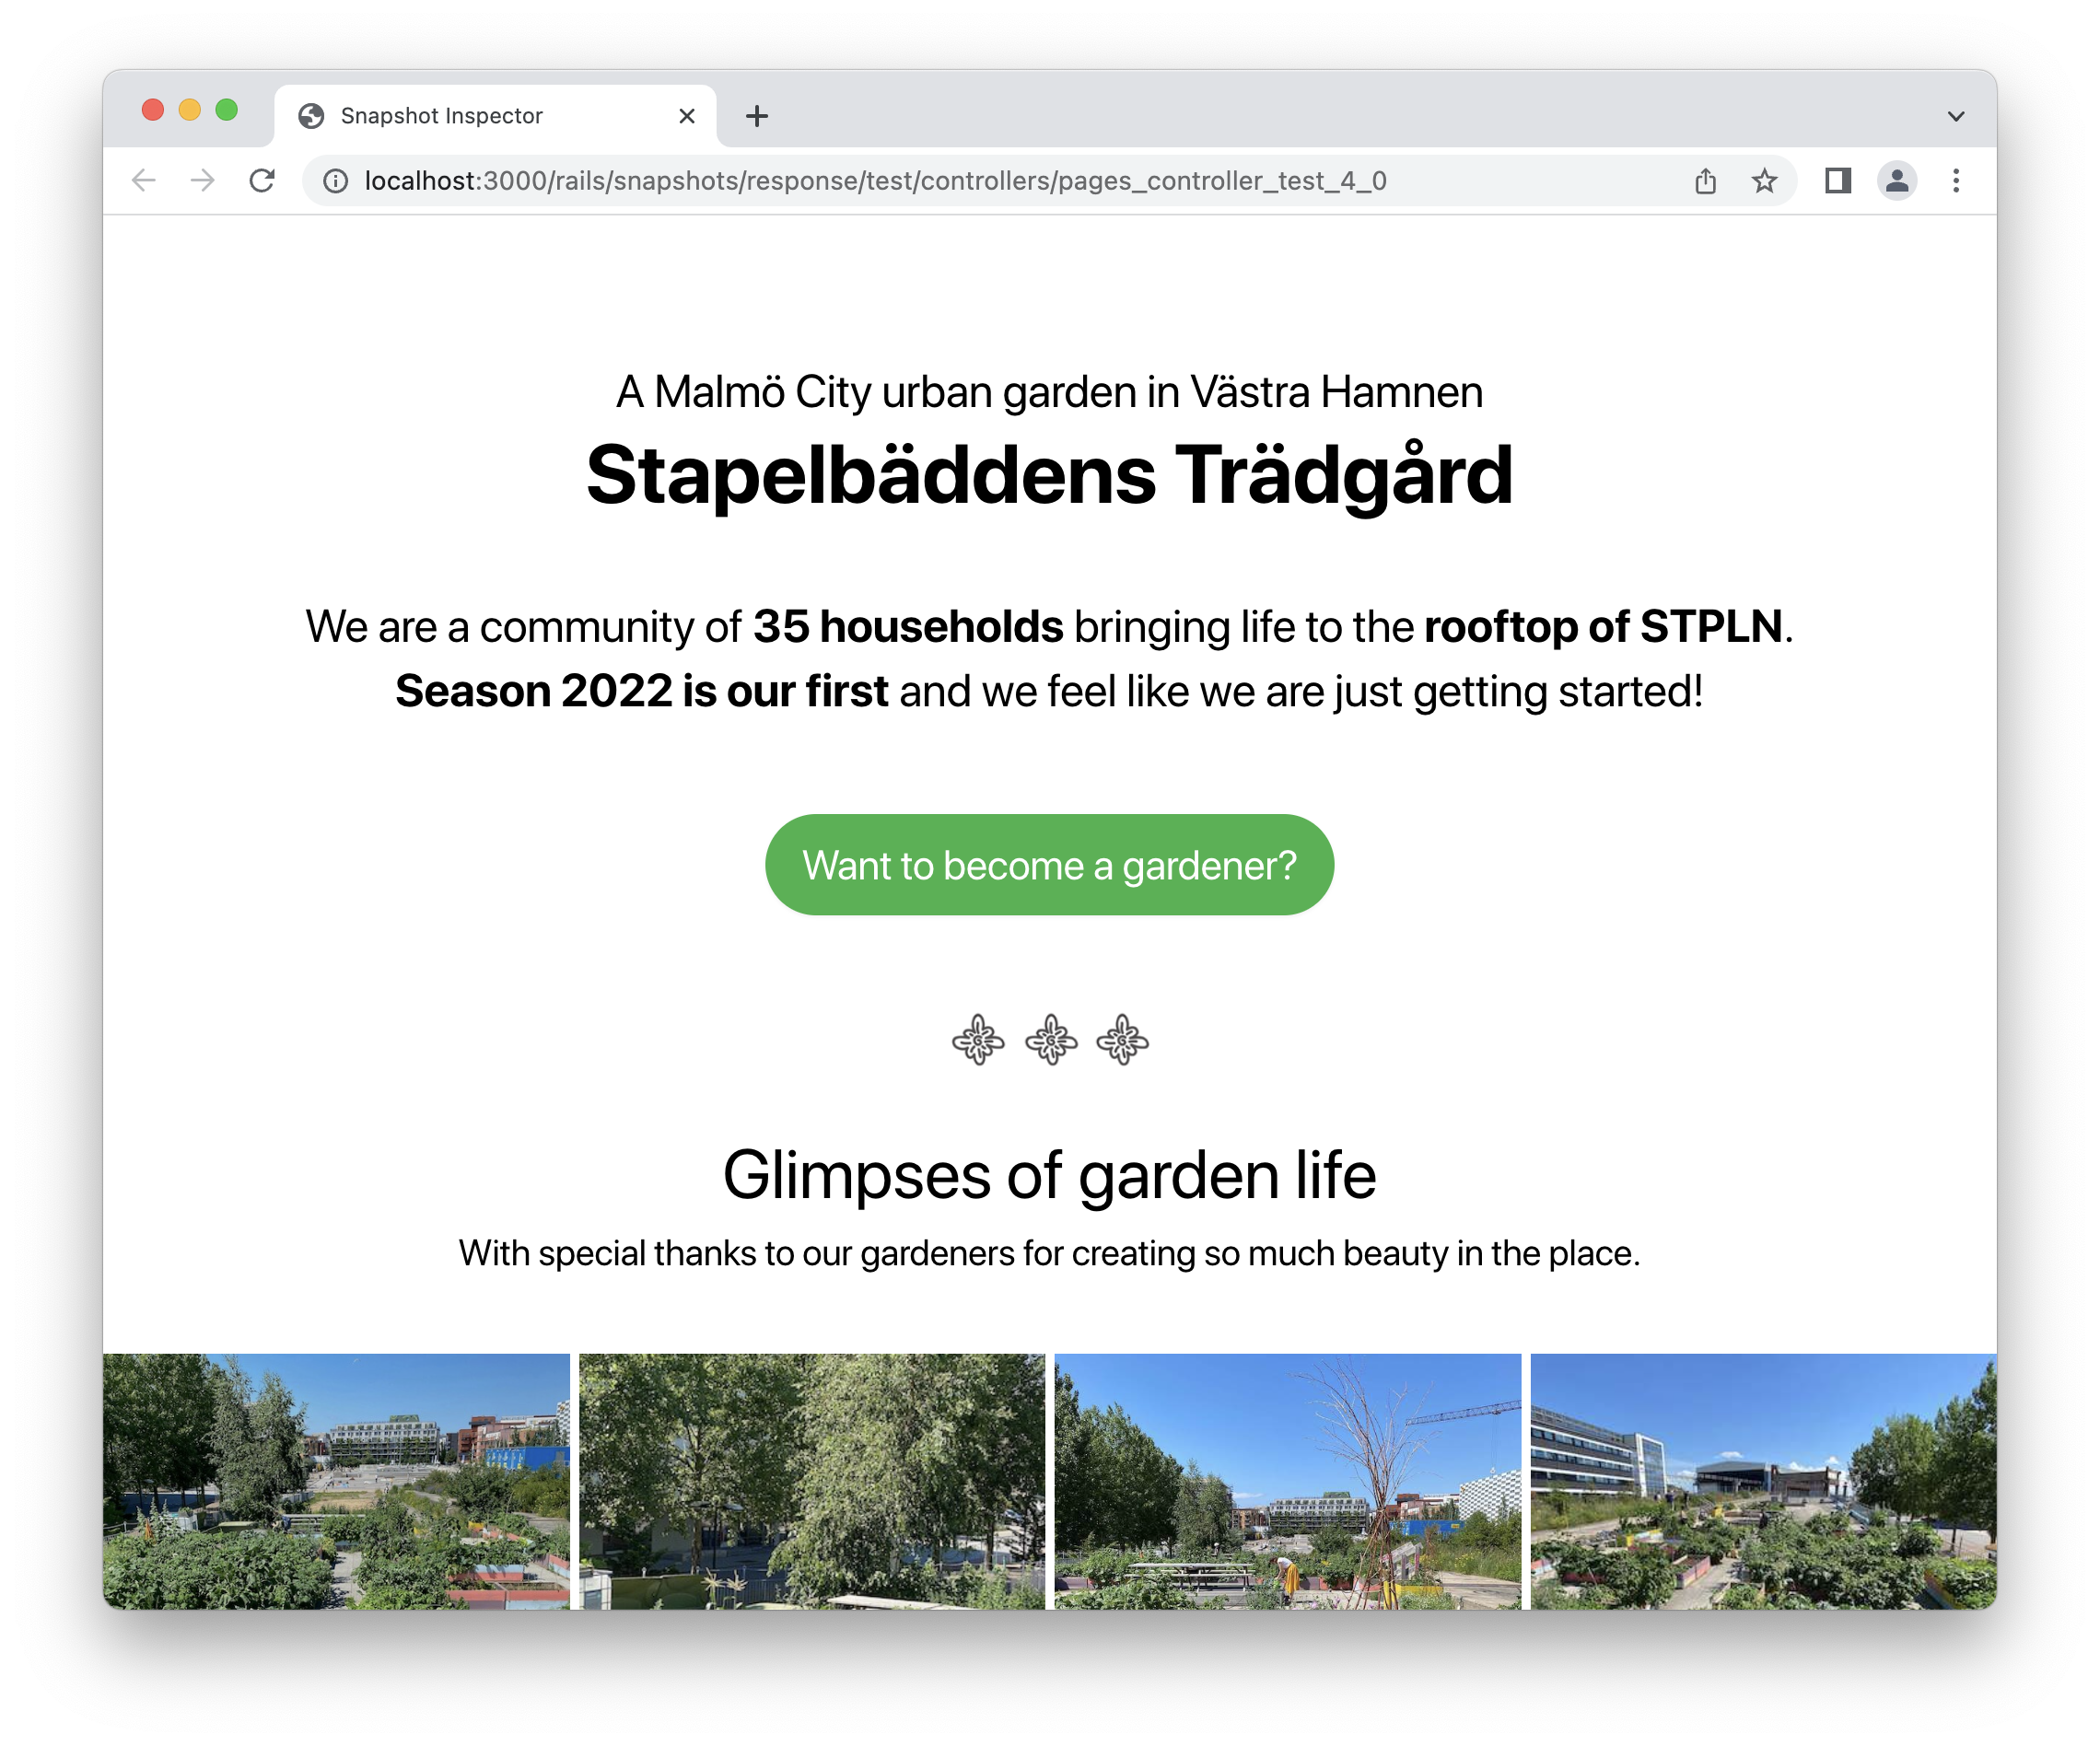 Snapshot Inspector
localhost:3000/rails/snapshots/response/test/controllers/pages_controller_test_4_0
A Malmö City urban garden in Västra Hamnen
Stapelbäddens Trädgård
We are a community of 35 households bringing life to the rooftop of STPLN.
Season 2022 is our first and we feel like we are just getting started!
Want to become a gardener?
Glimpses of garden life
With special thanks to our gardeners for creating so much beauty in the place.